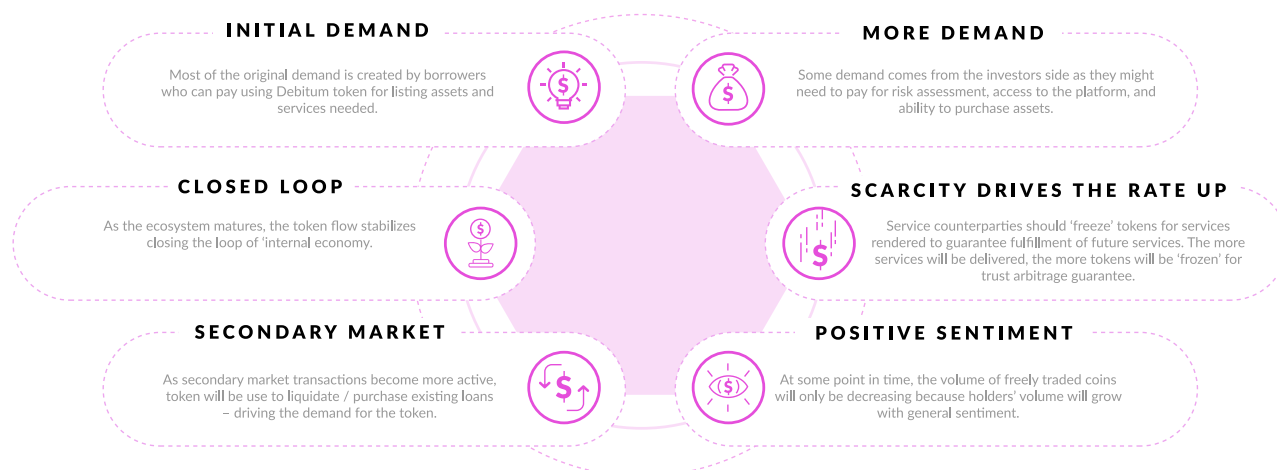 INITIAL DEMAND
Most of the original demand is created by borrowers
who can pay using Debitum token for listing assets and
services needed.
$
MORE DEMAND
Some demand comes from the investors side as they might
need to pay for risk assessment, access to the platform, and
ability to purchase assets.
$
CLOSED LOOP
As the ecosystem matures, the token flow stabilizes
closing the loop of ‘internal economy.
$
SCARCITY DRIVES THE RATE UP
Service counterparties should ‘freeze’ tokens for services
rendered to guarantee fulfillment of future services. The more
services will be delivered, the more tokens will be ‘frozen’ for
trust arbitrage guarantee.
$
SECONDARY MARKET
As secondary market transactions become more active,
token will be use to liquidate / purchase existing loans
– driving the demand for the token.
$
POSITIVE SENTIMENT
At some point in time, the volume of freely traded coins
will only be decreasing because holders’ volume will grow
with general sentiment.
$